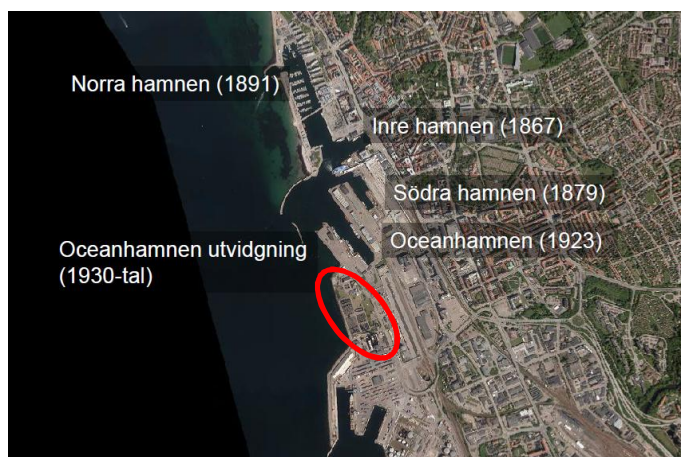 Norra hamnen (1891)
Inre hamnen (1867)
Södra hamnen (1879)
Oceanhamnen (1923)
Oceanhamnen utvidgning
(1930-tal)